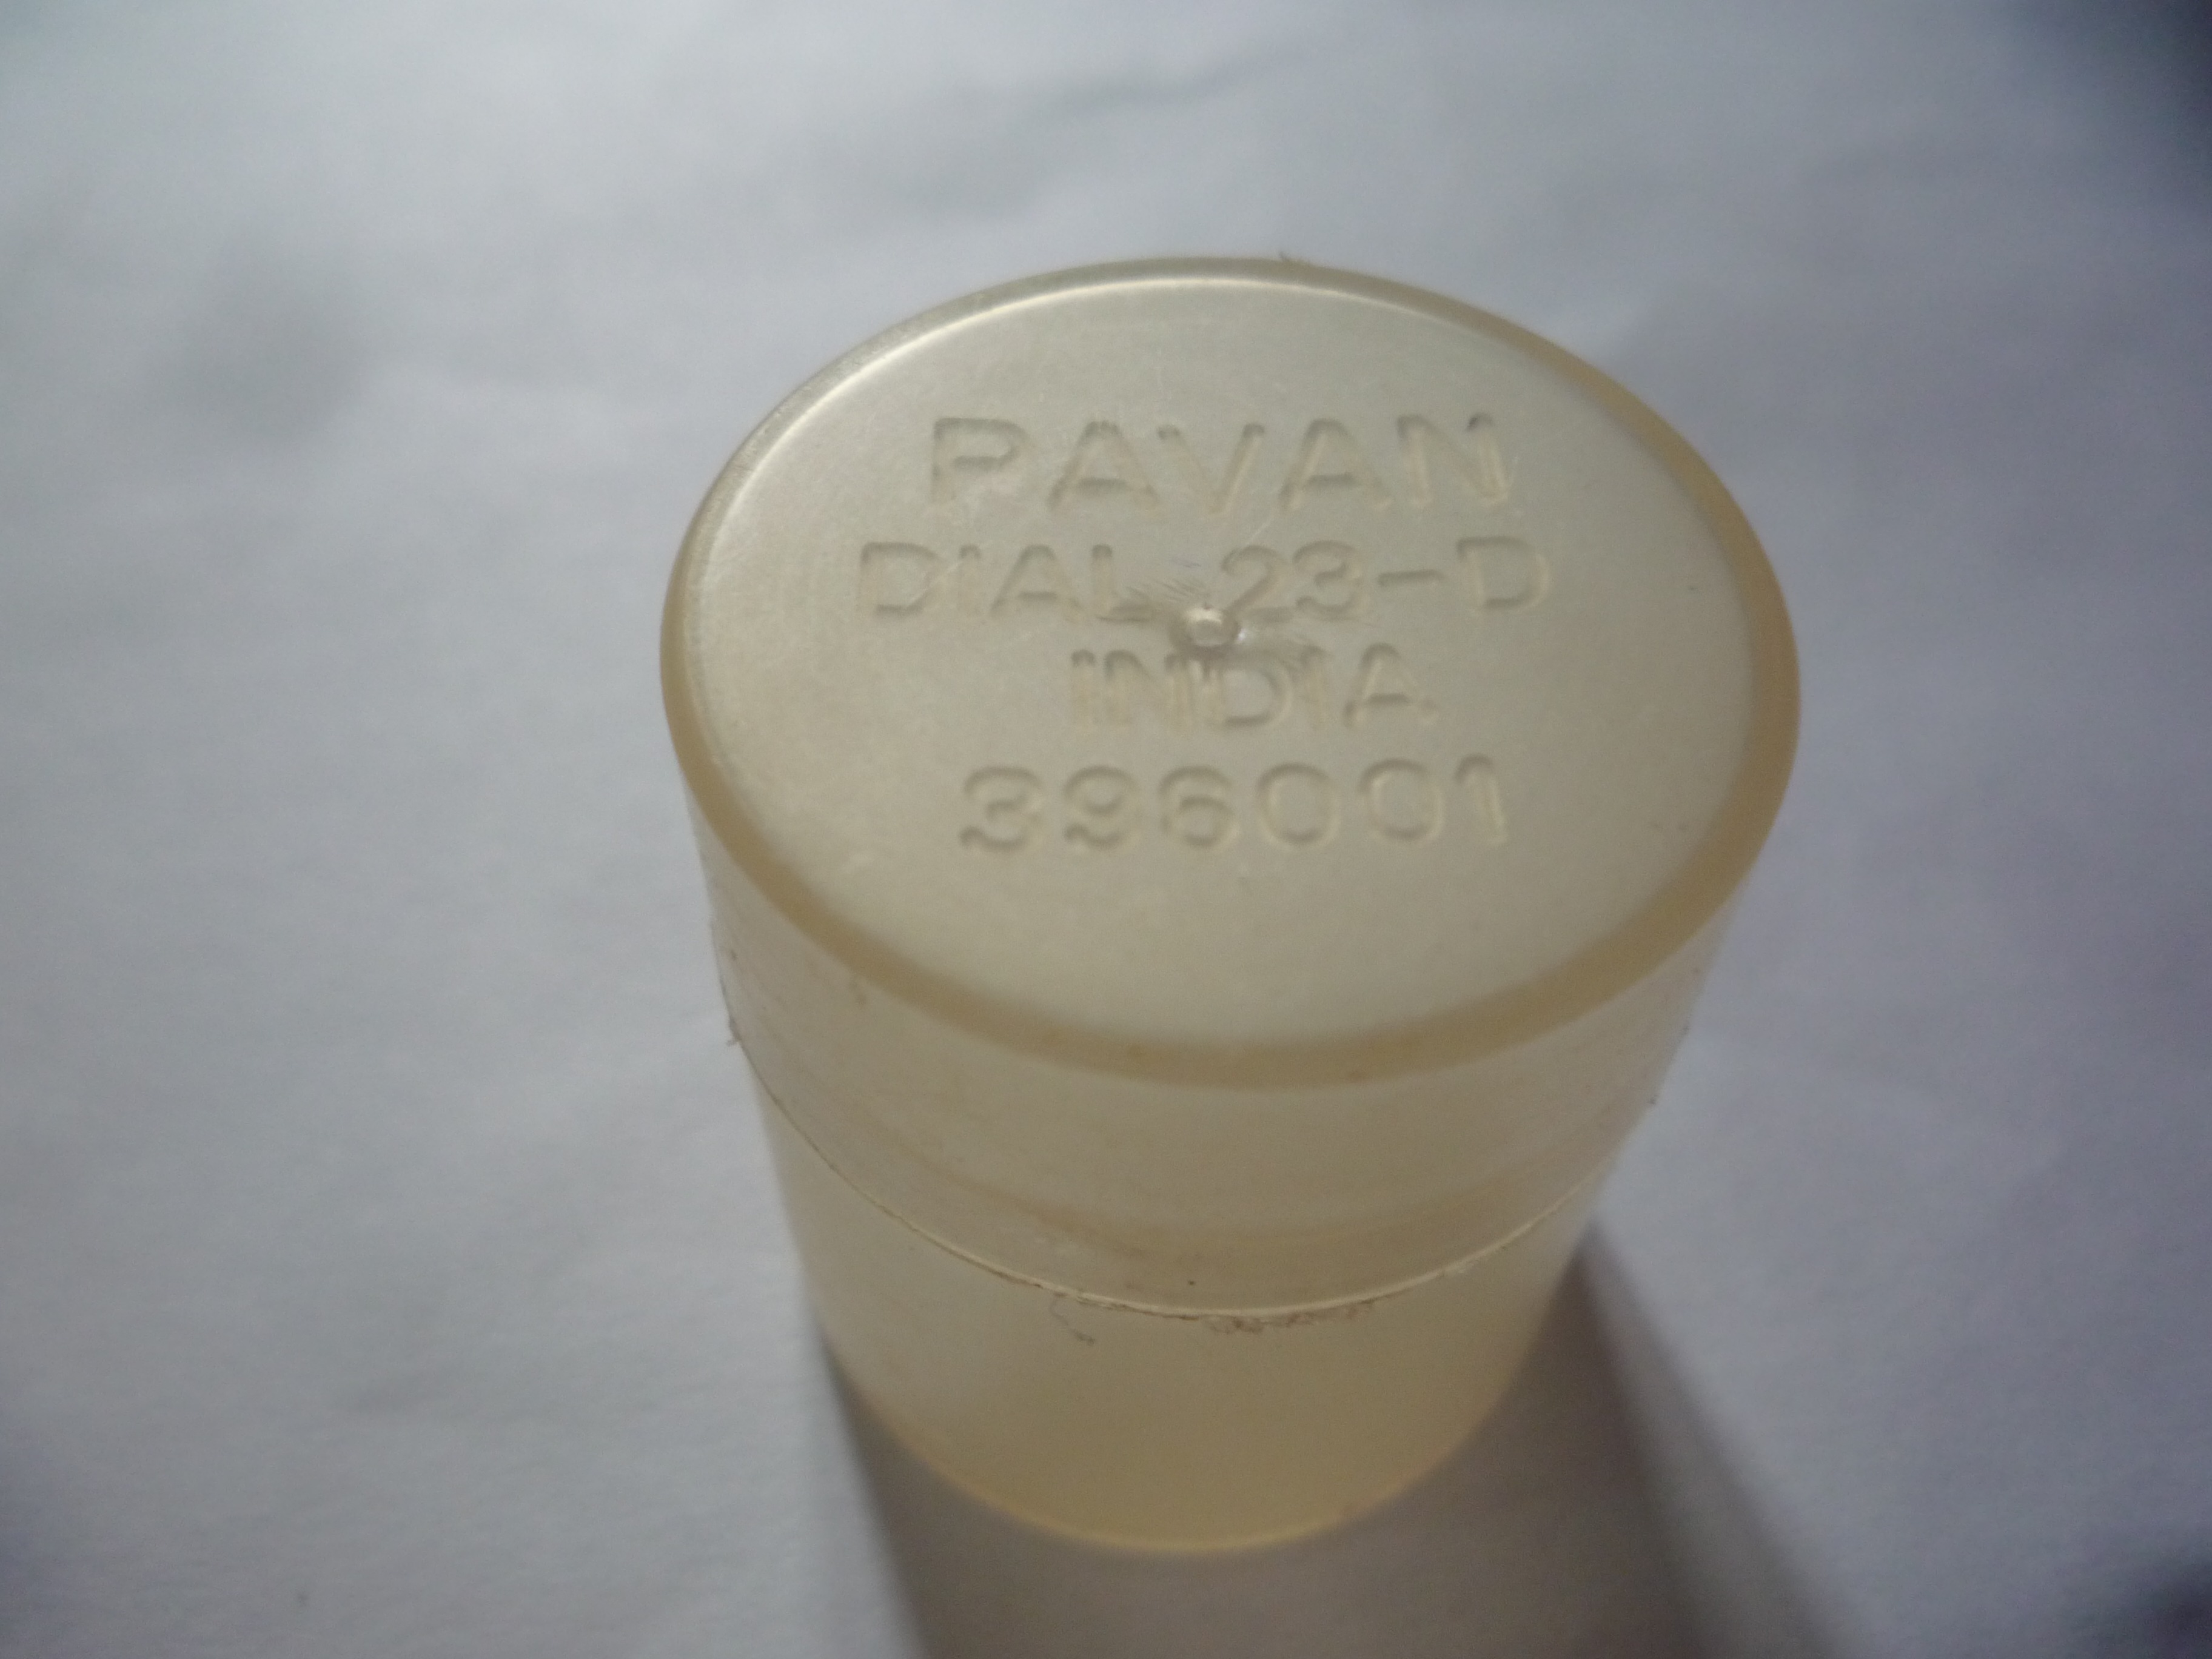 PAVAN
DIAL 23-D
INDIA
396001